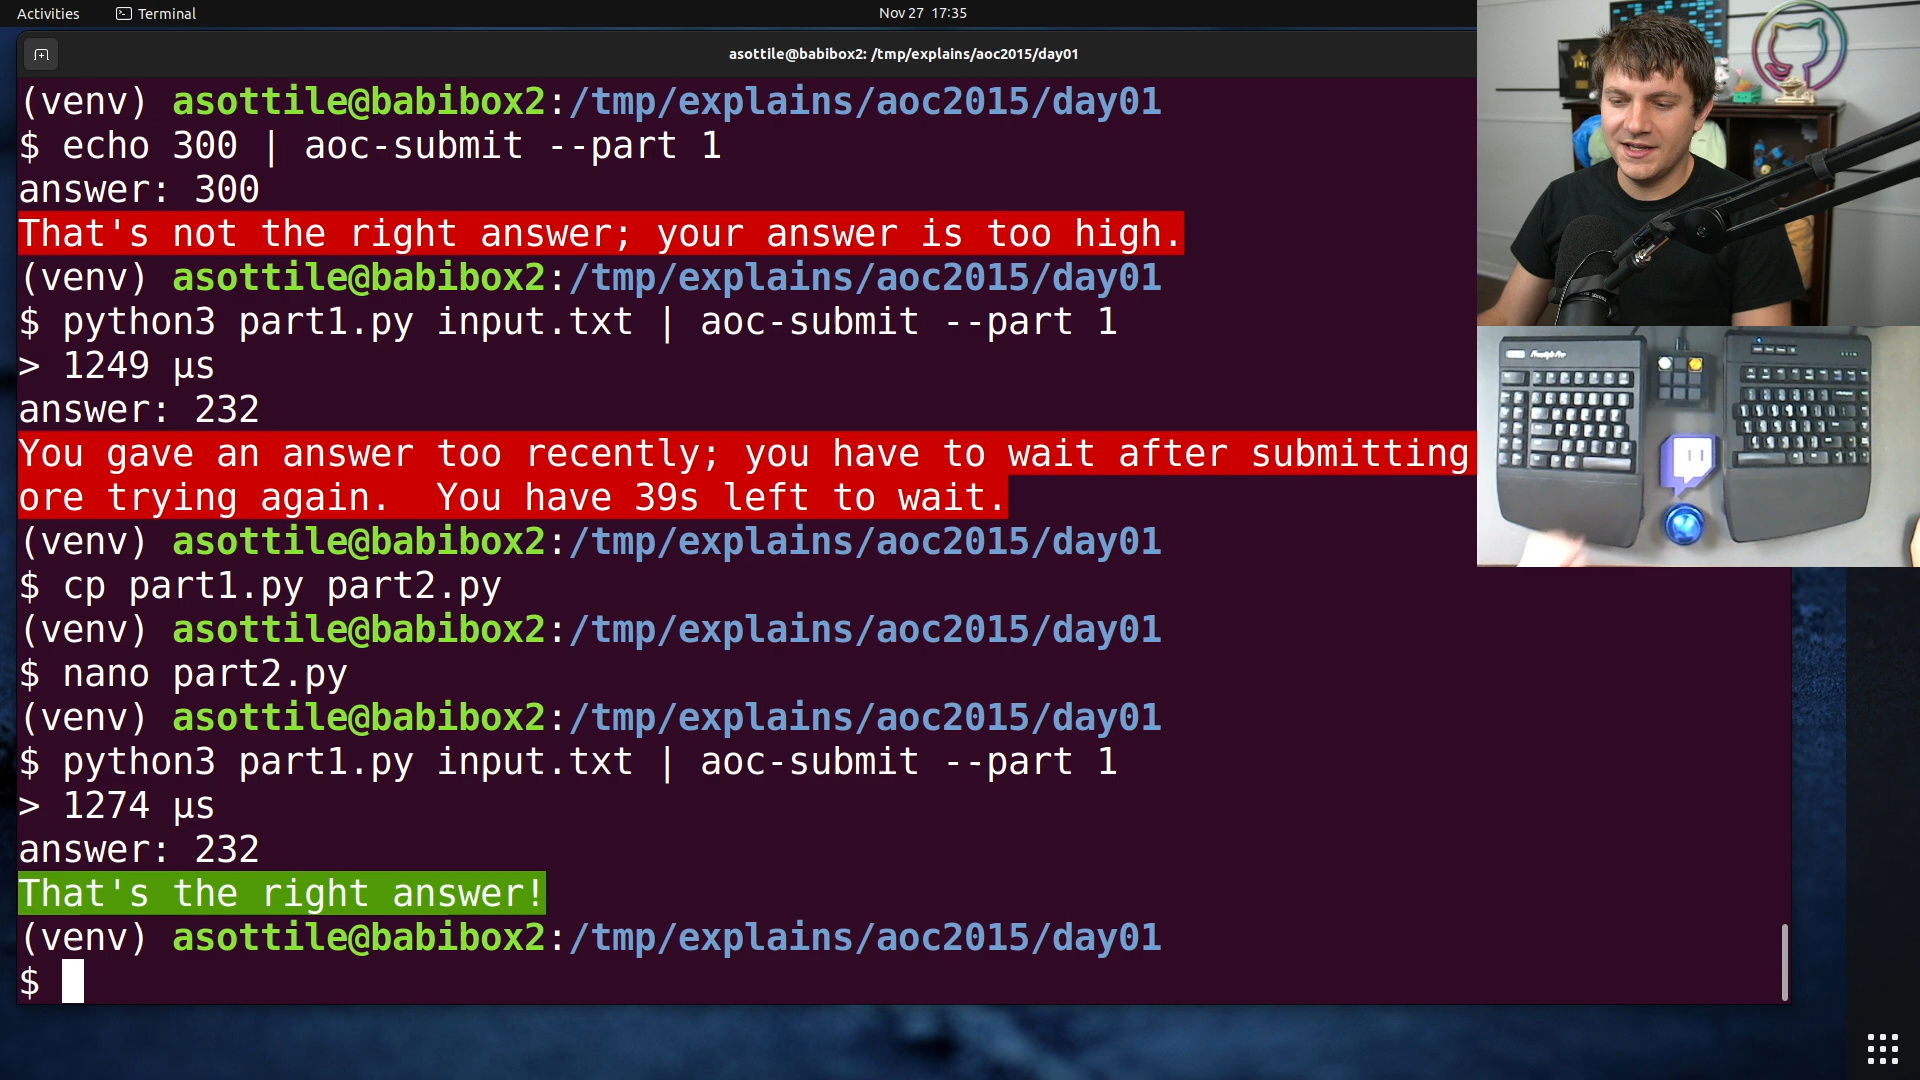 Activities
Terminal
Nov 27 17:35
asottile@babibox2: /tmp/explains/aoc2015/day01
(venv) asottile@babibox2:/tmp/explains/aoc2015/day01
$ echo 300 | aoc-submit --part 1
answer: 300
That's not the right answer; your answer is too high.
(venv) asottile@babibox2:/tmp/explains/aoc2015/day01
$ python3 part1.py input.txt | aoc-submit --part 1
> 1249 μs
answer: 232
You gave an answer too recently; you have to wait after submitting
ore trying again.  You have 39s left to wait.
(venv) asottile@babibox2:/tmp/explains/aoc2015/day01
$ cp part1.py part2.py
(venv) asottile@babibox2:/tmp/explains/aoc2015/day01
$ nano part2.py
(venv) asottile@babibox2:/tmp/explains/aoc2015/day01
$ python3 part1.py input.txt | aoc-submit --part 1
> 1274 μs
answer: 232
That's the right answer!
(venv) asottile@babibox2:/tmp/explains/aoc2015/day01
$